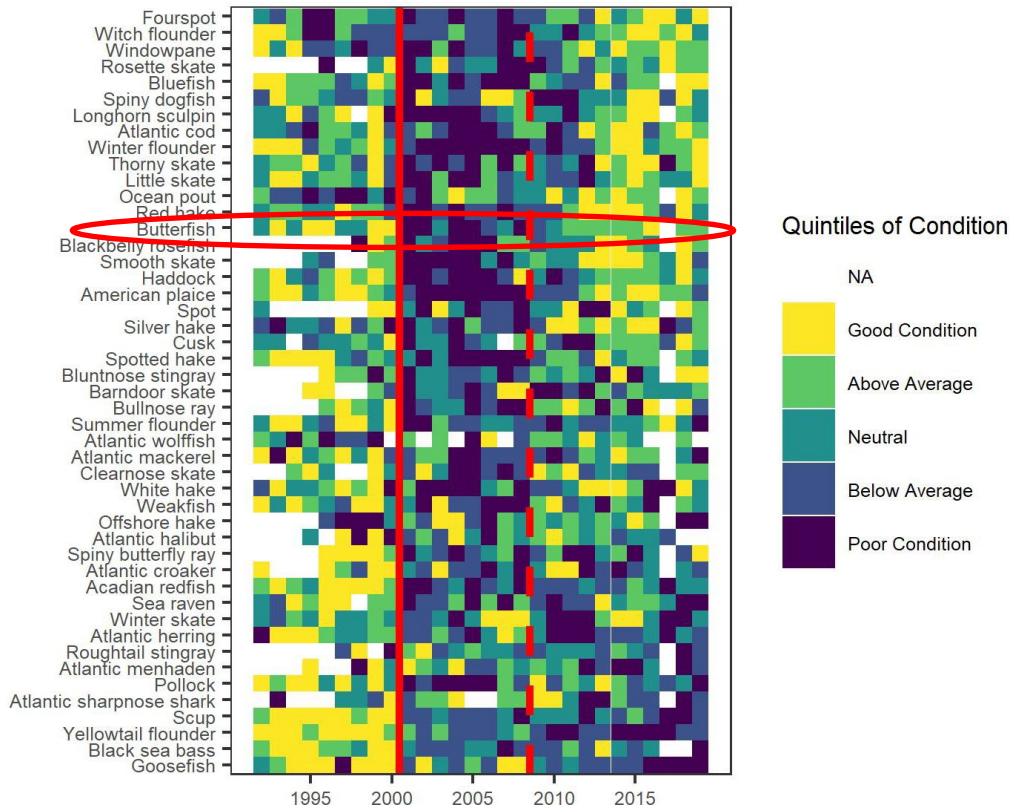 Fourspot
Witch flounder
Windowpane
Rosette skate
Bluefish
Spiny dogfish
Longhorn sculpin
Atlantic cod
Winter flounder
Thorny skate
Little skate
Ocean pout
Red hake
Butterfish
Blackbelly rosefish
Smooth skate
Haddock
American plaice
Spot
Silver hake
Cusk
Spotted hake
Bluntnose stingray
Barndoor skate
Bullnose ray
Summer flounder
Atlantic wolffish
Atlantic mackerel
Clearnose skate
White hake
Weakfish
Offshore hake
Atlantic halibut
Spiny butterfly ray
Atlantic croaker
Acadian redfish
Sea raven
Winter skate
Atlantic herring
Roughtail stingray
Atlantic menhaden
Pollock
Atlantic sharpnose shark
Scup
Yellowtail flounder
Black sea bass
Goosefish
1995 2000 2005 2010 2015
Quintiles of Condition
NA
Good Condition
Above Average
Neutral
Below Average
Poor Condition